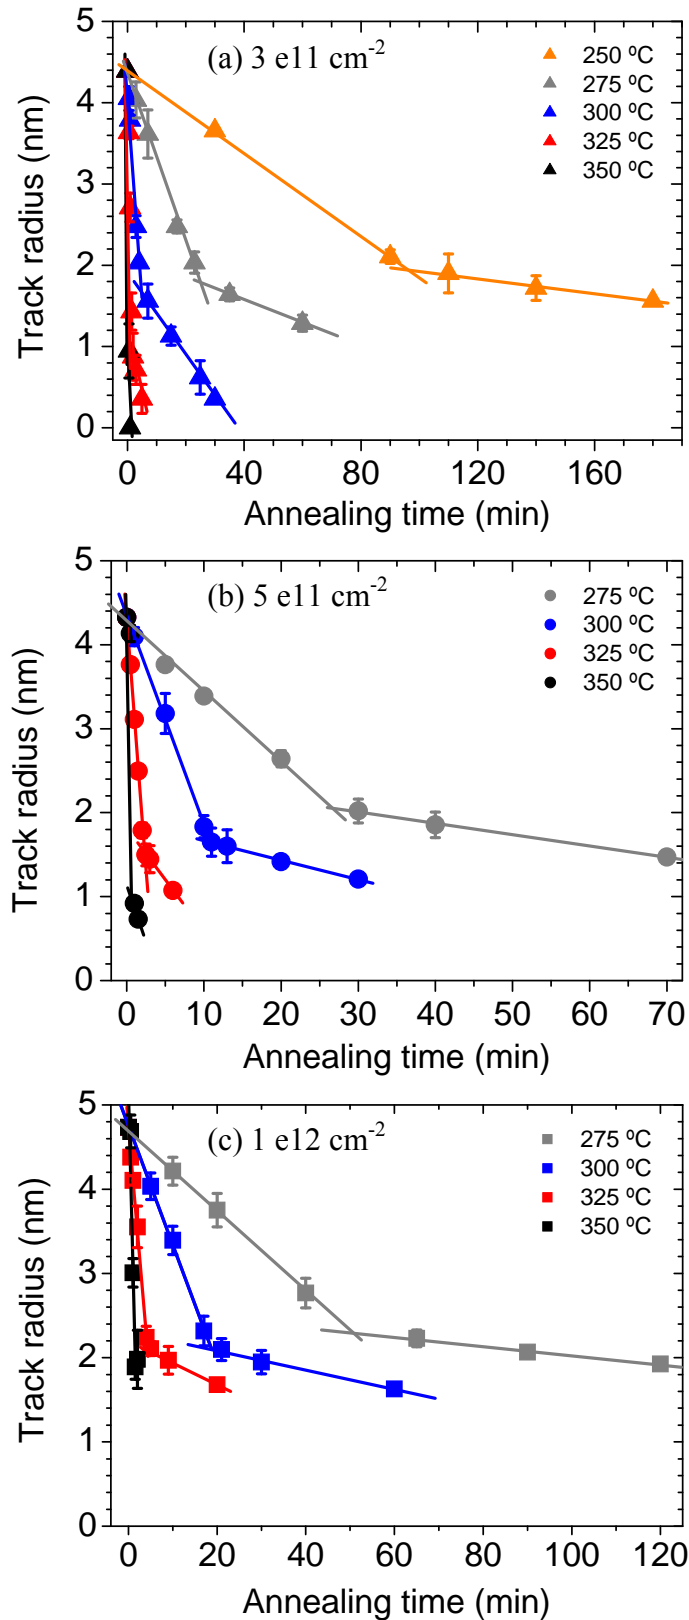 (a) 3 e11 cm-2
250 ºC
275 ºC
300 ºC
325 ºC
350 ºC
Track radius (nm)
5
4
3
2
1
0
0 40 80 120 160
Annealing time (min)
(b) 5 e11 cm-2
275 ºC
300 ºC
325 ºC
350 ºC
Track radius (nm)
5
4
3
2
1
0
0 10 20 30 40 50 60 70
Annealing time (min)
(c) 1 e12 cm-2
275 ºC
300 ºC
325 ºC
350 ºC
Track radius (nm)
5
4
3
2
1
0
0 20 40 60 80 100 120
Annealing time (min)